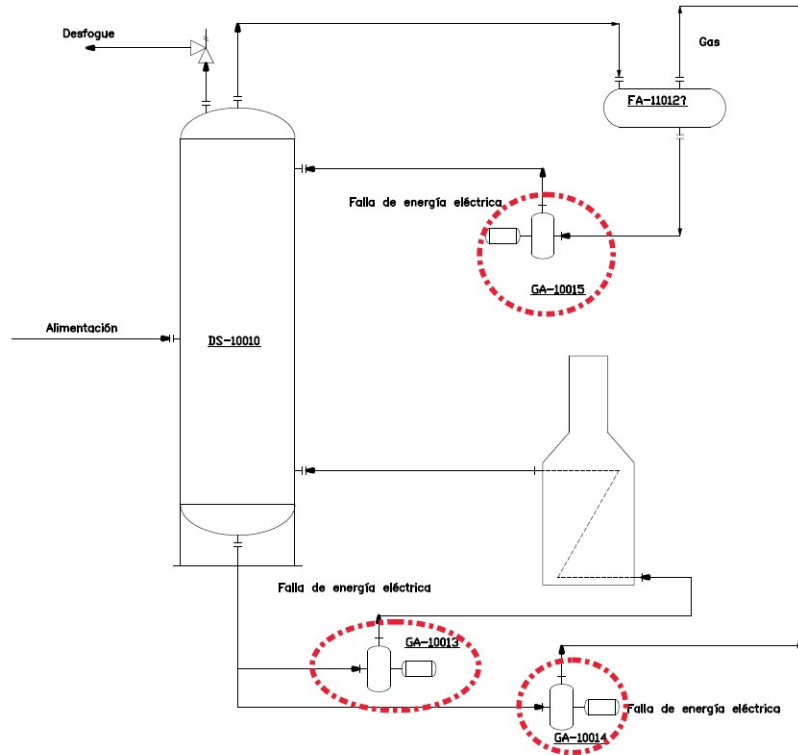 Desfogue
Gas
FA-110127
Falla de energía eléctrica
GA-10015
Alimentación
DS-10010
Falla de energía eléctrica
GA-10013
Falla de energía eléctrica
GA-10014